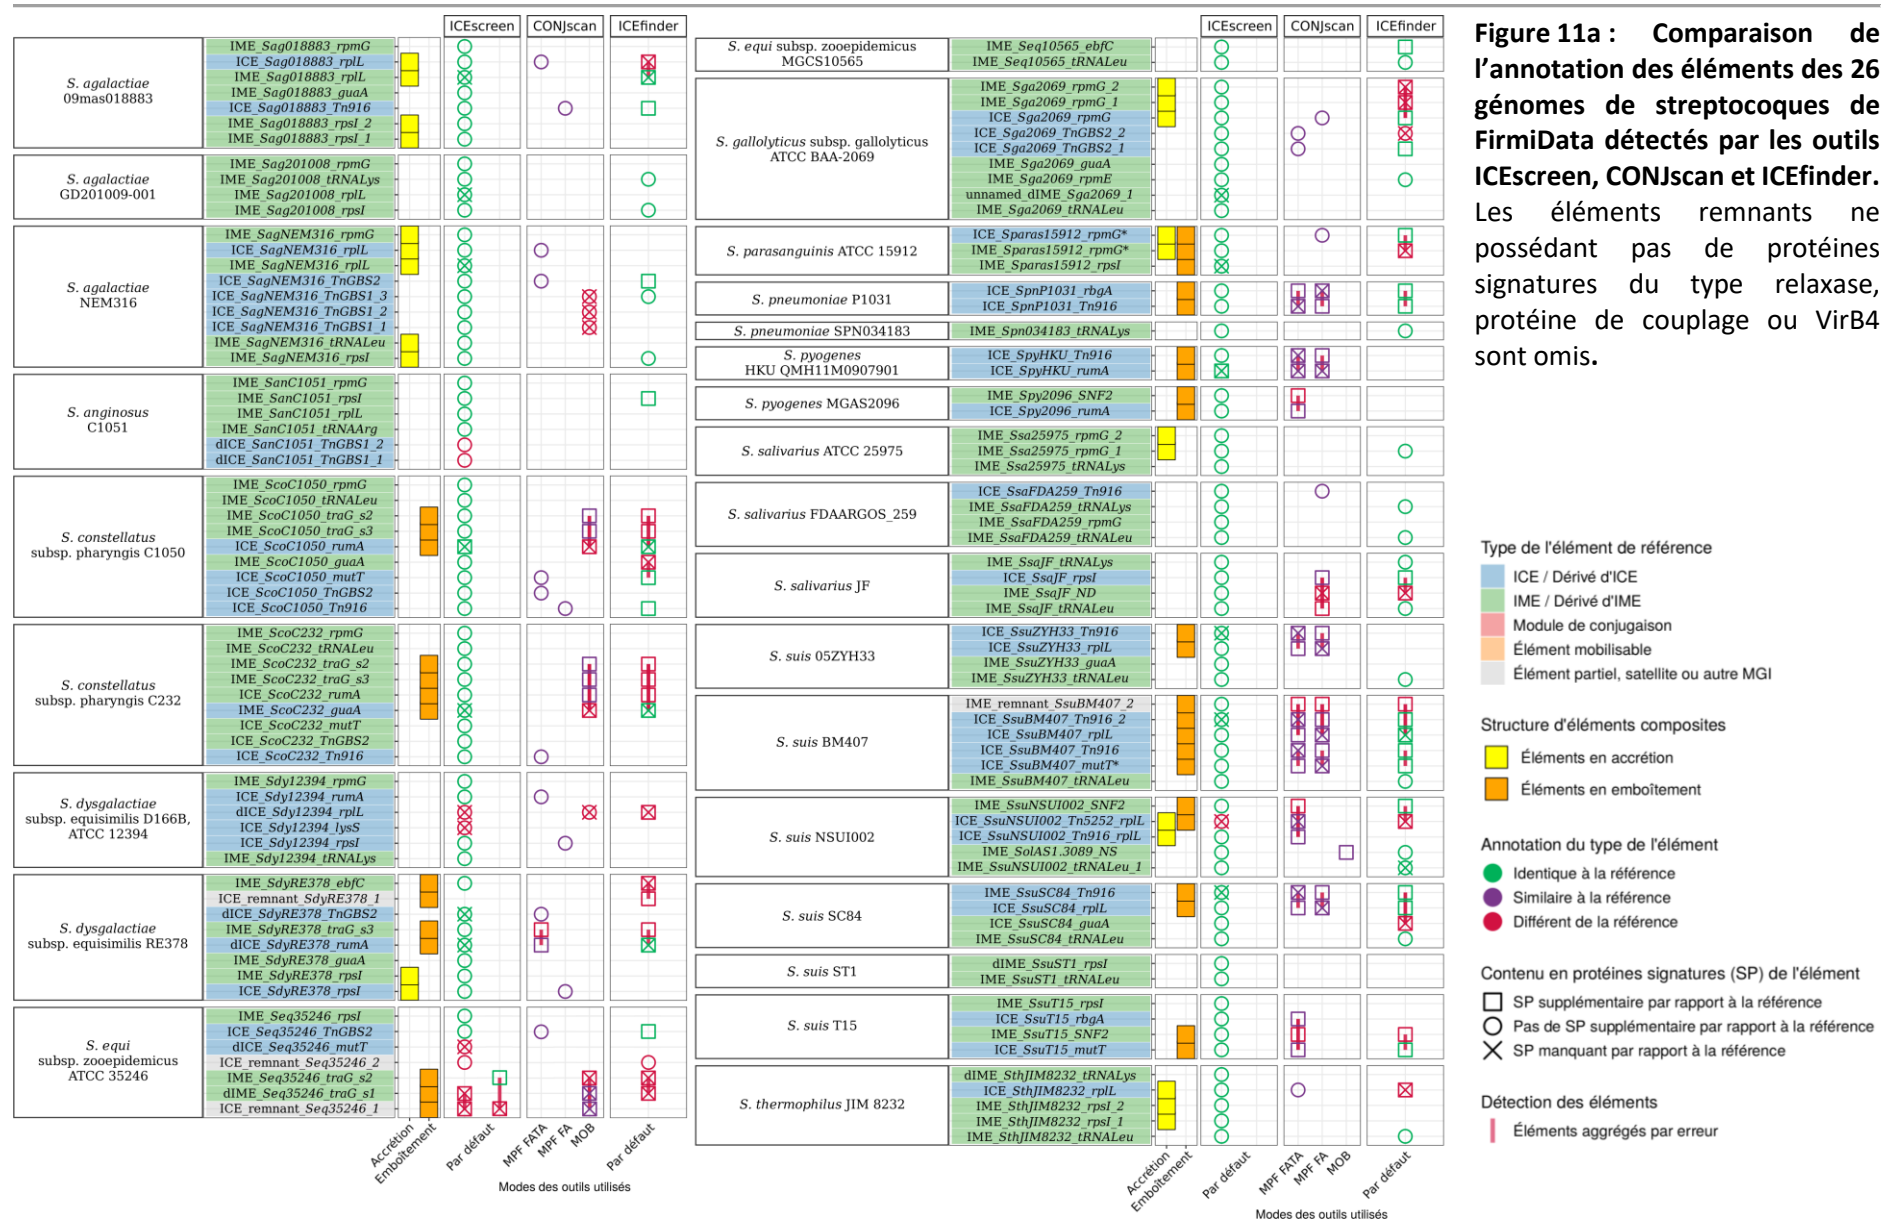 ICEscreen CONJscan ICEfinder
S. agalactiae
09mas018883
IME_Sag018883_rpmG
ICE_Sag018883_rplL
IME_Sag018883_rplL
IME_Sag018883_guaA
ICE_Sag018883_Tn916
IME_Sag018883_rpsI_2
IME_Sag018883_rpsI_1
S. agalactiae
GD201009-001
IME_Sag201008_rpmG
IME_Sag201008_tRNALys
IME_Sag201008_rplL
IME_Sag201008_rpsI
S. agalactiae
NEM316
IME_SagNEM316_rpmG
ICE_SagNEM316_rplL
IME_SagNEM316_rplL
ICE_SagNEM316_TnGBS2
ICE_SagNEM316_TnGBS1_3
ICE_SagNEM316_TnGBS1_2
ICE_SagNEM316_TnGBS1_1
IME_SagNEM316_tRNALeu
IME_SagNEM316_rpsI
S. anginosus
C1051
IME_SanC1051_rpmG
IME_SanC1051_rpsI
IME_SanC1051_rplL
IME_SanC1051_tRNAArg
dICE_SanC1051_TnGBS1_2
dICE_SanC1051_TnGBS1_1
S. constellatus
subsp. pharyngis C1050
IME_ScoC1050_rpmG
IME_ScoC1050_tRNALeu
IME_ScoC1050_traG_s2
IME_ScoC1050_traG_s3
ICE_ScoC1050_rumA
IME_ScoC1050_guaA
ICE_ScoC1050_mutT
ICE_ScoC1050_TnGBS2
ICE_ScoC1050_Tn916
S. constellatus
subsp. pharyngis C232
IME_ScoC232_rpmG
IME_ScoC232_tRNALeu
IME_ScoC232_traG_s2
IME_ScoC232_traG_s3
ICE_ScoC232_rumA
IME_ScoC232_guaA
ICE_ScoC232_mutT
ICE_ScoC232_TnGBS2
ICE_ScoC232_Tn916
S. dysgalactiae
subsp. equisimilis D166B,
ATCC 12394
IME_Sdy12394_rpmG
ICE_Sdy12394_rumA
dICE_Sdy12394_rplL
ICE_Sdy12394_lysS
ICE_Sdy12394_rpsI
IME_Sdy12394_tRNALys
S. dysgalactiae
subsp. equisimilis RE378
IME_SdyRE378_ebfC
ICE_remnant_SdyRE378_1
dICE_SdyRE378_TnGBS2
IME_SdyRE378_traG_s3
dICE_SdyRE378_rumA
IME_SdyRE378_guaA
IME_SdyRE378_rpsI
ICE_SdyRE378_rpsI
S. equi
subsp. zooepidemicus
ATCC 35246
IME_Seq35246_rpsI
ICE_Seq35246_TnGBS2
dICE_Seq35246_mutT
ICE_remnant_Seq35246_2
IME_Seq35246_traG_s2
dIME_Seq35246_traG_s1
ICE_remnant_Seq35246_1
Accrétion
Emboîtement
Par défaut
MPF FATA
MPF FA
MOB
Par défaut
Modes des outils utilisés
ICEscreen CONJscan ICEfinder
S. equi subsp. zooepidemicus
MGCS10565
IME_Seq10565_ebfC
IME_Seq10565_tRNALeu
S. gallolyticus subsp. gallolyticus
ATCC BAA-2069
IME_Sga2069_rpmG_2
IME_Sga2069_rpmG_1
ICE_Sga2069_rpmG
ICE_Sga2069_TnGBS2_2
ICE_Sga2069_TnGBS2_1
IME_Sga2069_guaA
IME_Sga2069_rpmE
unnamed_dIME_Sga2069_1
IME_Sga2069_tRNALeu
S. parasanguinis ATCC 15912
ICE_Sparas15912_rpmG*
IME_Sparas15912_rpmG*
IME_Sparas15912_rpsI
S. pneumoniae P1031
ICE_SpnP1031_rbgA
ICE_SpnP1031_Tn916
S. pneumoniae SPN034183
IME_Spn034183_tRNALys
S. pyogenes
HKU QMH11M0907901
ICE_SpyHKU_Tn916
ICE_SpyHKU_rumA
S. pyogenes MGAS2096
IME_Spy2096_SNF2
ICE_Spy2096_rumA
S. salivarius ATCC 25975
IME_Ssa25975_rpmG_2
IME_Ssa25975_rpmG_1
IME_Ssa25975_tRNALys
S. salivarius FDAARGOS_259
ICE_SsaFDA259_Tn916
IME_SsaFDA259_tRNALys
IME_SsaFDA259_rpmG
IME_SsaFDA259_tRNALeu
S. salivarius JF
IME_SsaJF_tRNALys
ICE_SsaJF_rpsI
IME_SsaJF_ND
IME_SsaJF_tRNALeu
S. suis 05ZYH33
ICE_SsuZYH33_Tn916
ICE_SsuZYH33_rplL
IME_SsuZYH33_guaA
IME_SsuZYH33_tRNALeu
S. suis BM407
IME_remnant_SsuBM407_2
ICE_SsuBM407_Tn916_2
ICE_SsuBM407_rplL
ICE_SsuBM407_Tn916
ICE_SsuBM407_mutT*
IME_SsuBM407_tRNALeu
S. suis NSUI002
IME_SsuNSUI002_SNF2
ICE_SsuNSUI002_Tn5252_rplL
ICE_SsuNSUI002_Tn916_rplL
IME_SolAS1.3089_NS
IME_SsuNSUI002_tRNALeu_1
S. suis SC84
IME_SsuSC84_Tn916
ICE_SsuSC84_rplL
IME_SsuSC84_guaA
IME_SsuSC84_tRNALeu
S. suis ST1
dIME_SsuST1_rpsI
IME_SsuST1_tRNALeu
S. suis T15
IME_SsuT15_rpsI
ICE_SsuT15_rbgA
IME_SsuT15_SNF2
ICE_SsuT15_mutT
S. thermophilus JIM 8232
dIME_SthJIM8232_tRNALys
ICE_SthJIM8232_rplL
IME_SthJIM8232_rpsI_2
IME_SthJIM8232_rpsI_1
IME_SthJIM8232_tRNALeu
Accrétion
Emboîtement
Par défaut
MPF FATA
MPF FA
MOB
Par défaut
Modes des outils utilisés
Figure 11a : Comparaison de
l’annotation des éléments des 26
génomes de streptocoques de
FirmiData détectés par les outils
ICEscreen, CONJscan et ICEfinder.
Les éléments remnants ne
possédant pas de protéines
signatures du type relaxase,
protéine de couplage ou VirB4
sont omis.
Type de l'élément de référence
ICE / Dérivé d'ICE
IME / Dérivé d'IME
Module de conjugaison
Élément mobilisable
Élément partiel, satellite ou autre MGI
Structure d'éléments composites
Éléments en accrétion
Éléments en emboîtement
Annotation du type de l'élément
Identique à la référence
Similaire à la référence
Différent de la référence
Contenu en protéines signatures (SP) de l'élément
SP supplémentaire par rapport à la référence
Pas de SP supplémentaire par rapport à la référence
SP manquant par rapport à la référence
Détection des éléments
Éléments aggrégés par erreur